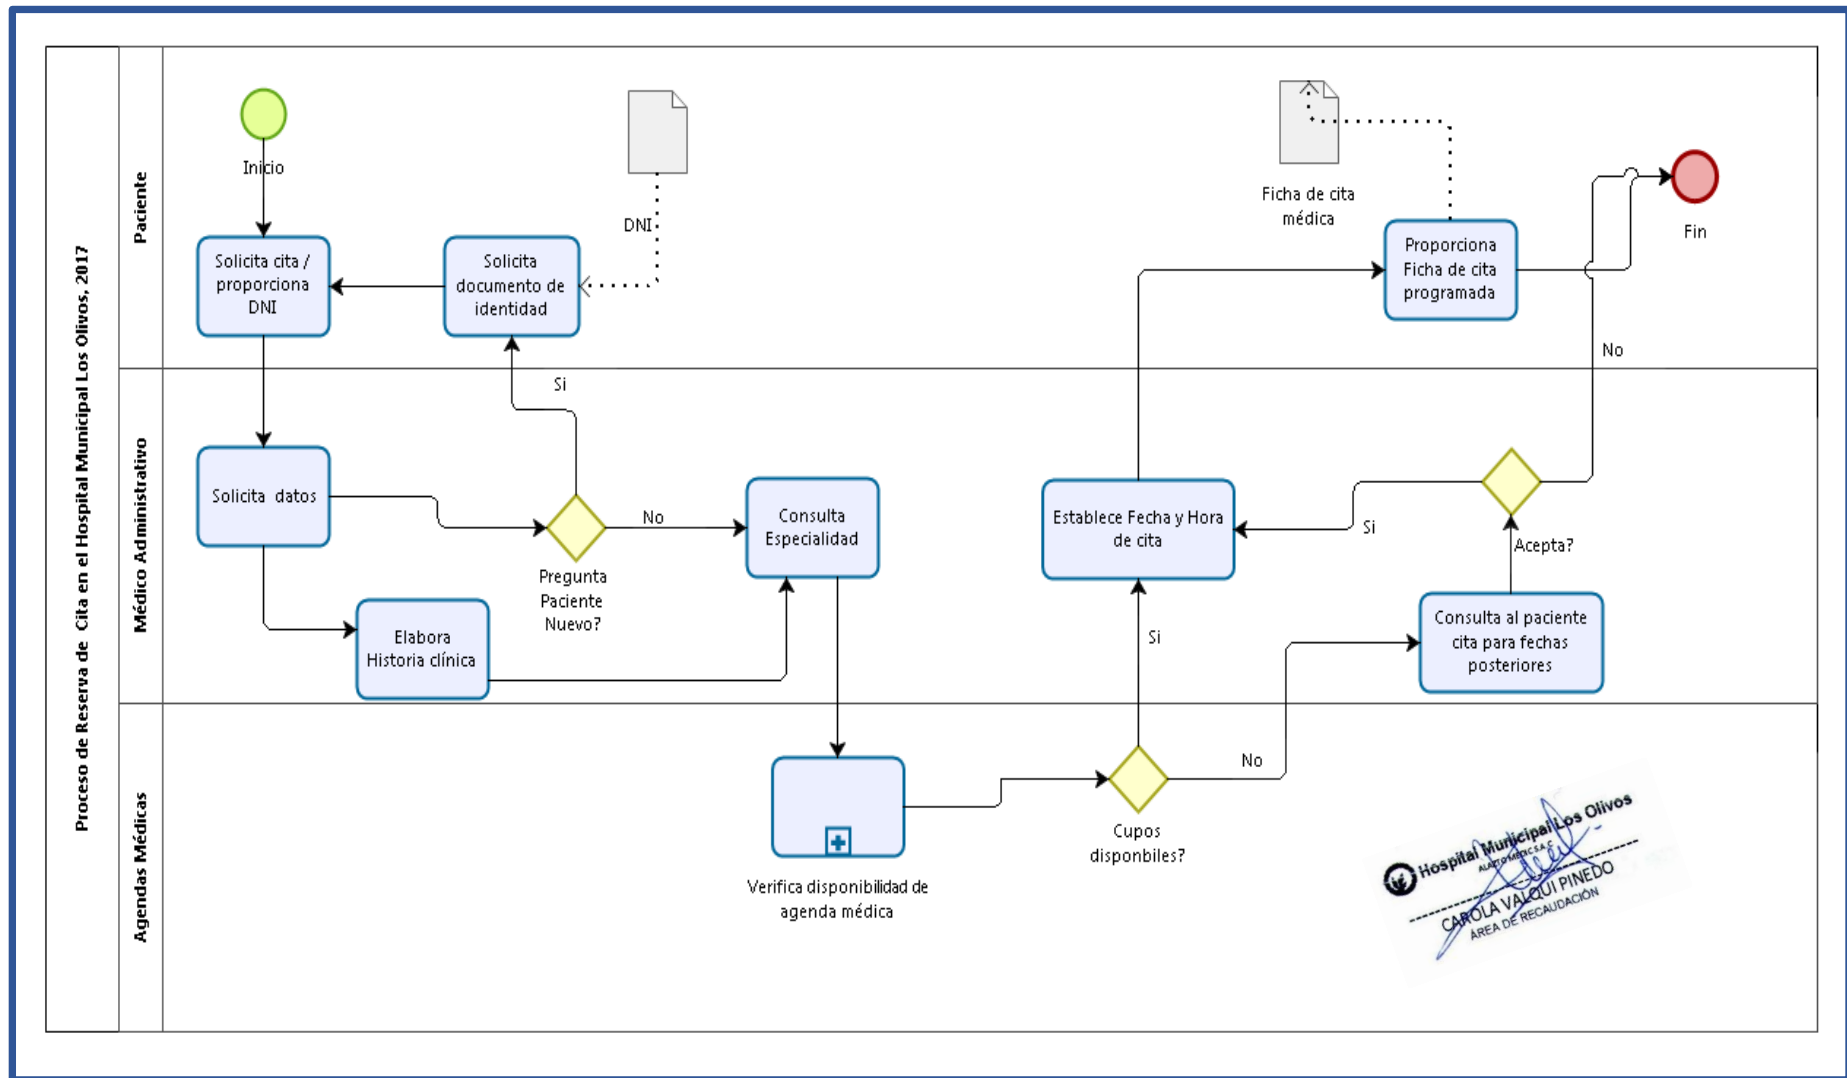 Proceso de Reserva de Cita en el Hospital Municipal Los Olivos, 2017
Paciente
Inicio
Solicita cita /
proporciona
DNI
Solicita
documento de
identidad
DNI
Ficha de cita
médica
Proporciona
Ficha de cita
programada
Fin
No
Si
Médico Administrativo
Solicita datos
Elabora
Historia clínica
Pregunta
Paciente
Nuevo?
No
Consulta
Especialidad
Establece Fecha y Hora
de cita
Si
Acepta?
Consulta al paciente
cita para fechas
posteriores
Si
Agendas Médicas
Verifica disponibilidad de
agenda médica
Cupos
disponbiles?
No
Hospital Municipal Los Olivos
CAROLA VALQUI PINEDO
ÁREA DE RECAUDACIÓN